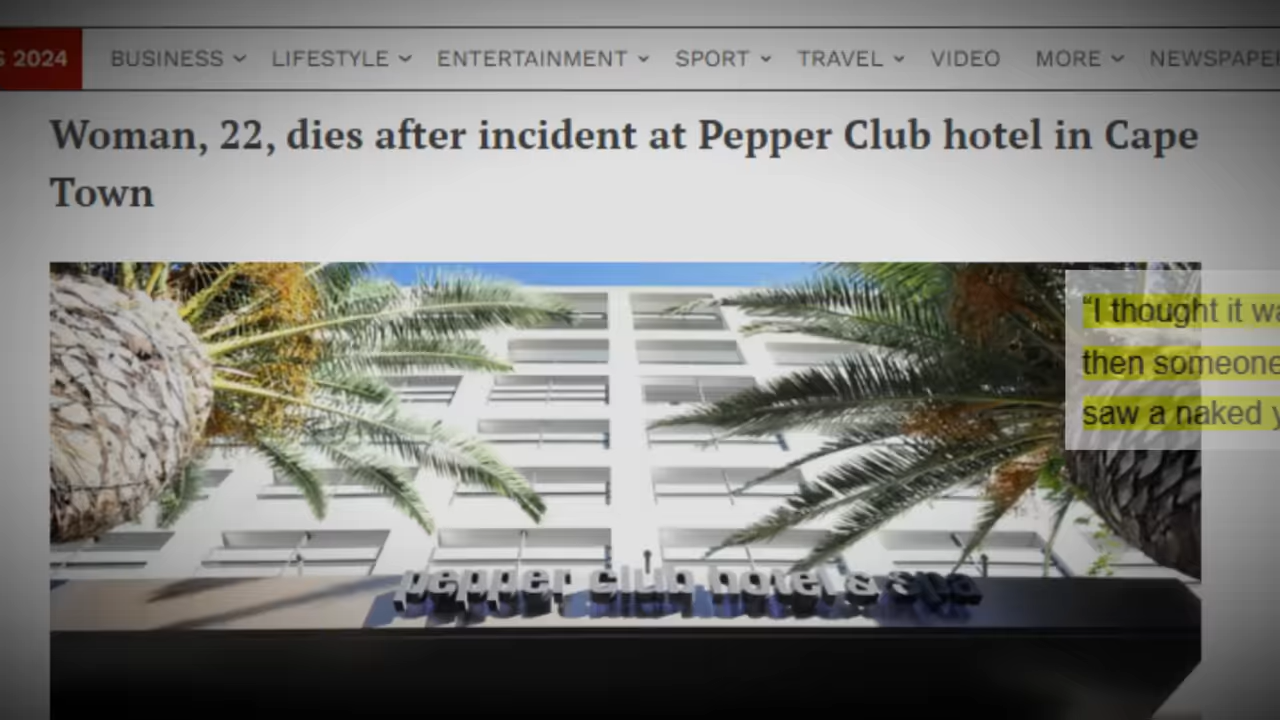 S 2024 BUSINESS LIFESTYLE ENTERTAINMENT SPORT TRAVEL VIDEO MORE NEWSPAPE
Woman, 22, dies after incident at Pepper Club hotel in Cape
Town
“I thought it wa
then someone
saw a naked y
pepper club hotel & spa